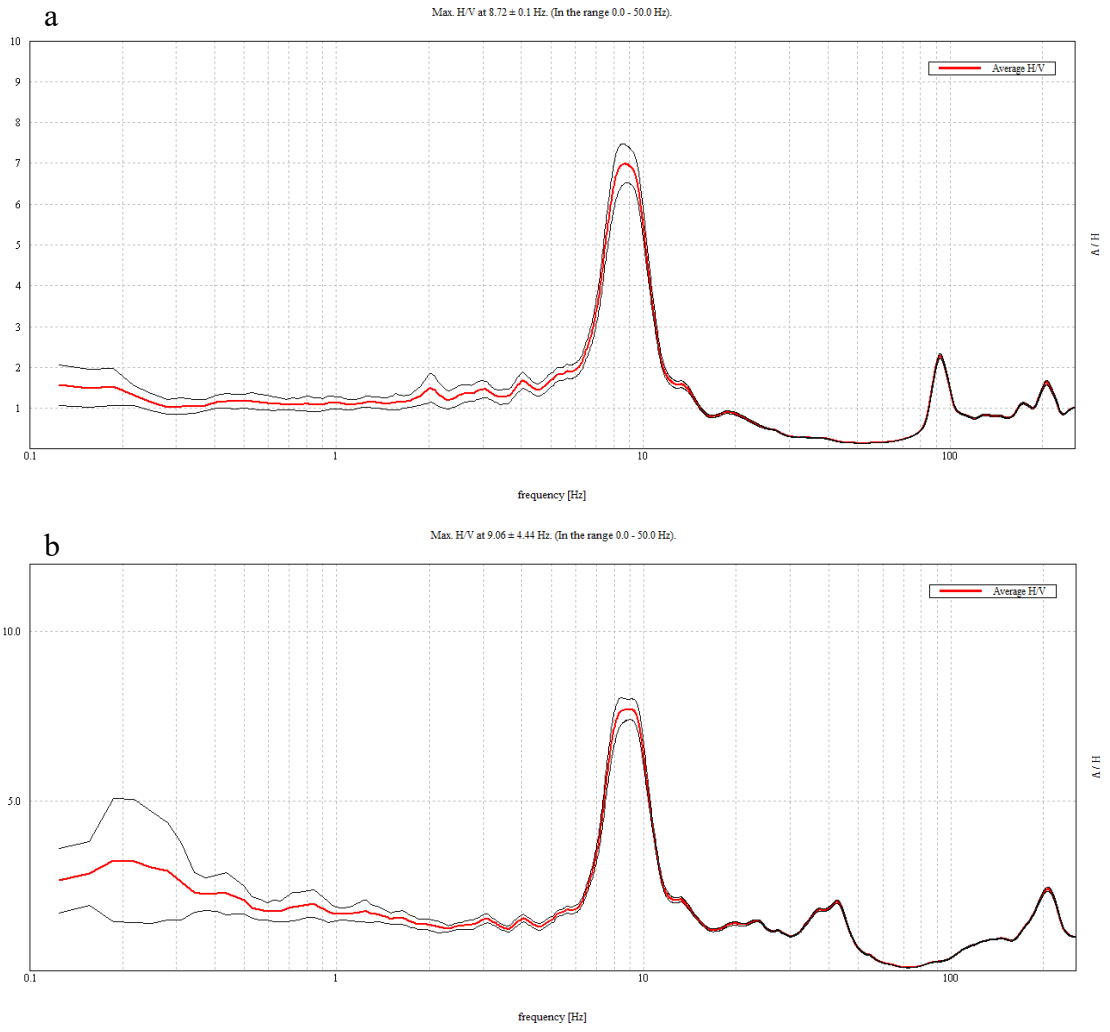 a
Max. H/V at 8.72 ± 0.1 Hz. (In the range 0.0 - 50.0 Hz).
10
Average H/V
9
8
7
6
5
H / V
4
3
2
1
0.1 1 10 100
frequency [Hz]
b
Max. H/V at 9.06 ± 4.44 Hz. (In the range 0.0 - 50.0 Hz).
Average H/V
10.0
H / V
5.0
0.1 1 10 100
frequency [Hz]